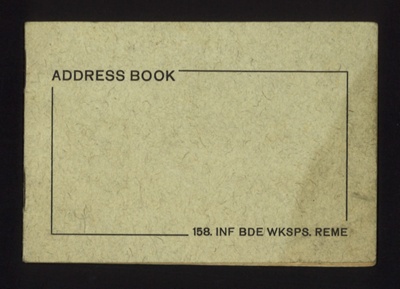 ADDRESS BOOK
158. INF BDE WKSPS. REME